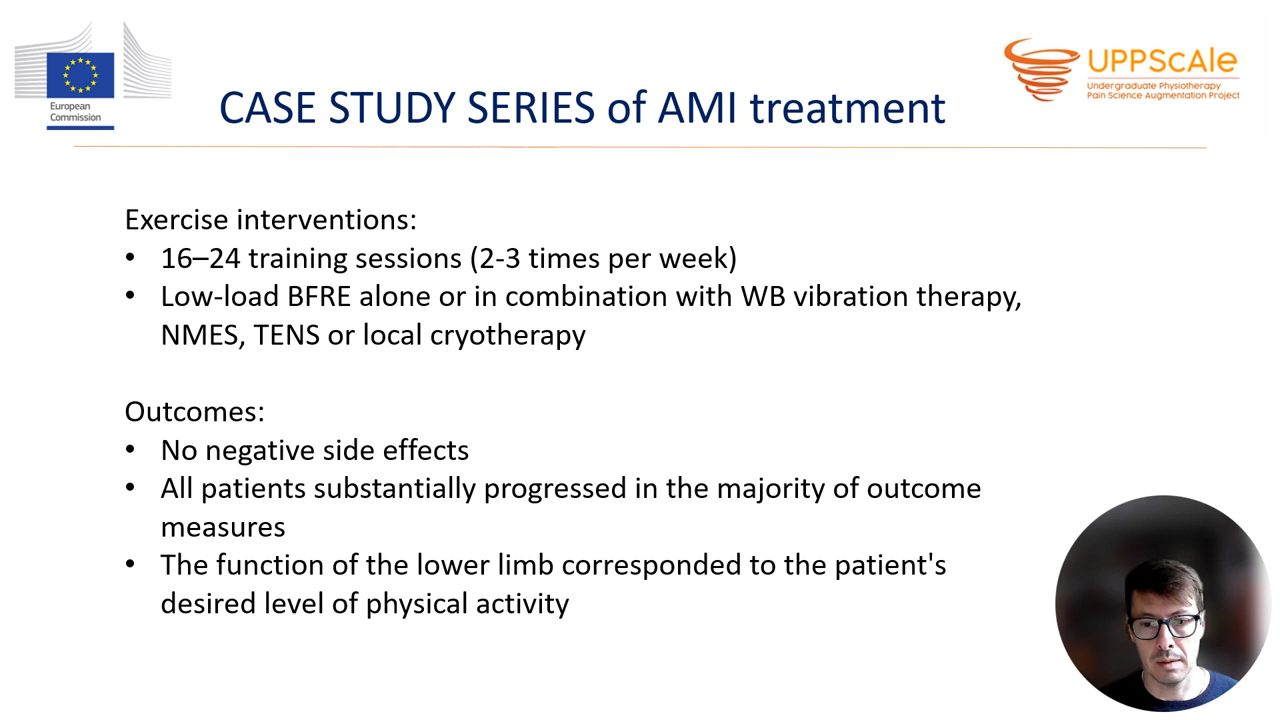 European
Commission
CASE STUDY SERIES of AMI treatment
UPPScale
Undergraduate Physiotherapy
Pain Science Augmentation Project
Exercise interventions:
• 16–24 training sessions (2-3 times per week)
• Low-load BFRE alone or in combination with WB vibration therapy,
NMES, TENS or local cryotherapy
Outcomes:
• No negative side effects
• All patients substantially progressed in the majority of outcome
measures
• The function of the lower limb corresponded to the patient's
desired level of physical activity